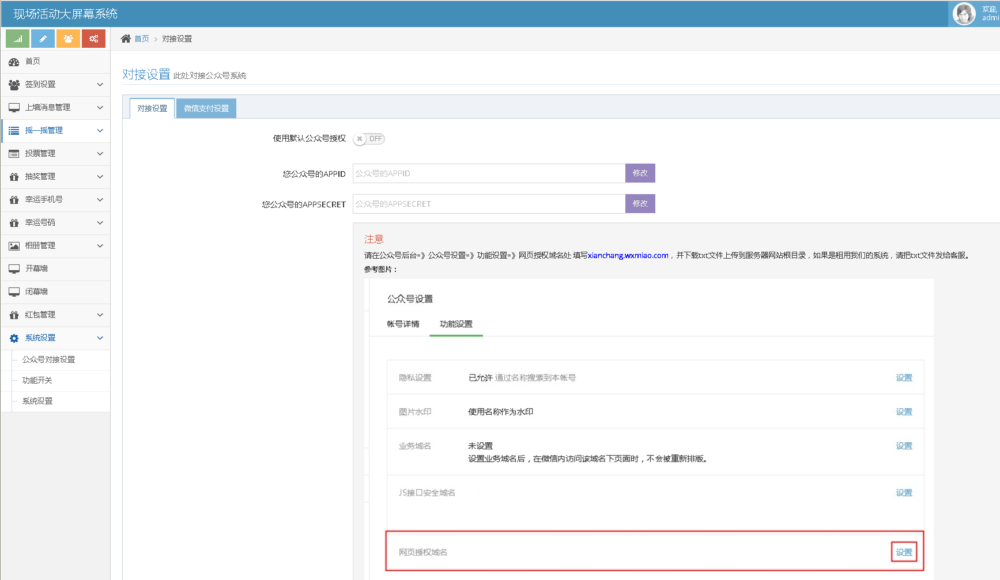 现场活动大屏幕系统
欢迎,
admi
首页 > 对接设置
首页
签到设置
上墙消息管理
摇一摇管理
投票管理
抽奖管理
幸运手机号
幸运号码
相册管理
开幕墙
闭幕墙
红包管理
系统设置
公众号对接设置
功能开关
系统设置
对接设置 此处对接公众号系统
对接设置 微信支付设置
使用默认公众号授权 OFF
您公众号的APPID 公众号的APPID 修改
您公众号的APPSECRET 公众号的APPSECRET 修改
注意
请在公众号后台=》公众号设置=》功能设置=》网页授权域名处 填写xianchang.wxmiao.com，并下载txt文件上传到服务器网站根目录，如果是租用我们的系统，请把txt文件发给客服。
参考图片：
公众号设置
帐号详情 功能设置
隐私设置 已允许 通过名称搜索到本帐号 设置
图片水印 使用名称作为水印 设置
业务域名 未设置 设置
设置业务域名后，在微信内访问该域名下页面时，不会被重新排版。
JS接口安全域名 设置
网页授权域名 设置